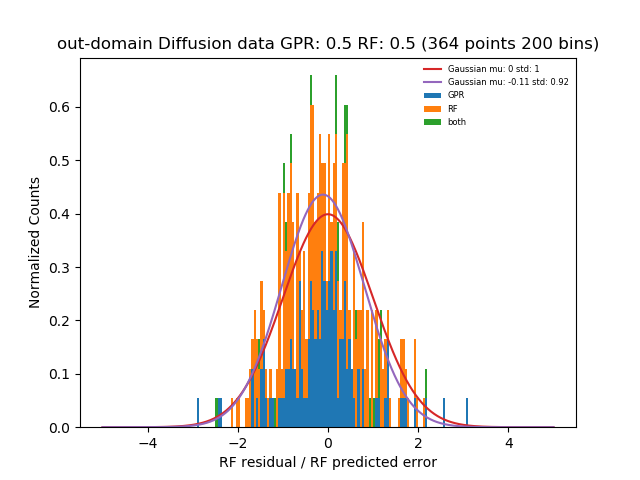 out-domain Diffusion data GPR: 0.5 RF: 0.5 (364 points 200 bins)
Gaussian mu: 0 std: 1
Gaussian mu: -0.11 std: 0.92
GPR
RF
both
Normalized Counts
0.6
0.5
0.4
0.3
0.2
0.1
0.0
−4 −2 0 2 4
RF residual / RF predicted error